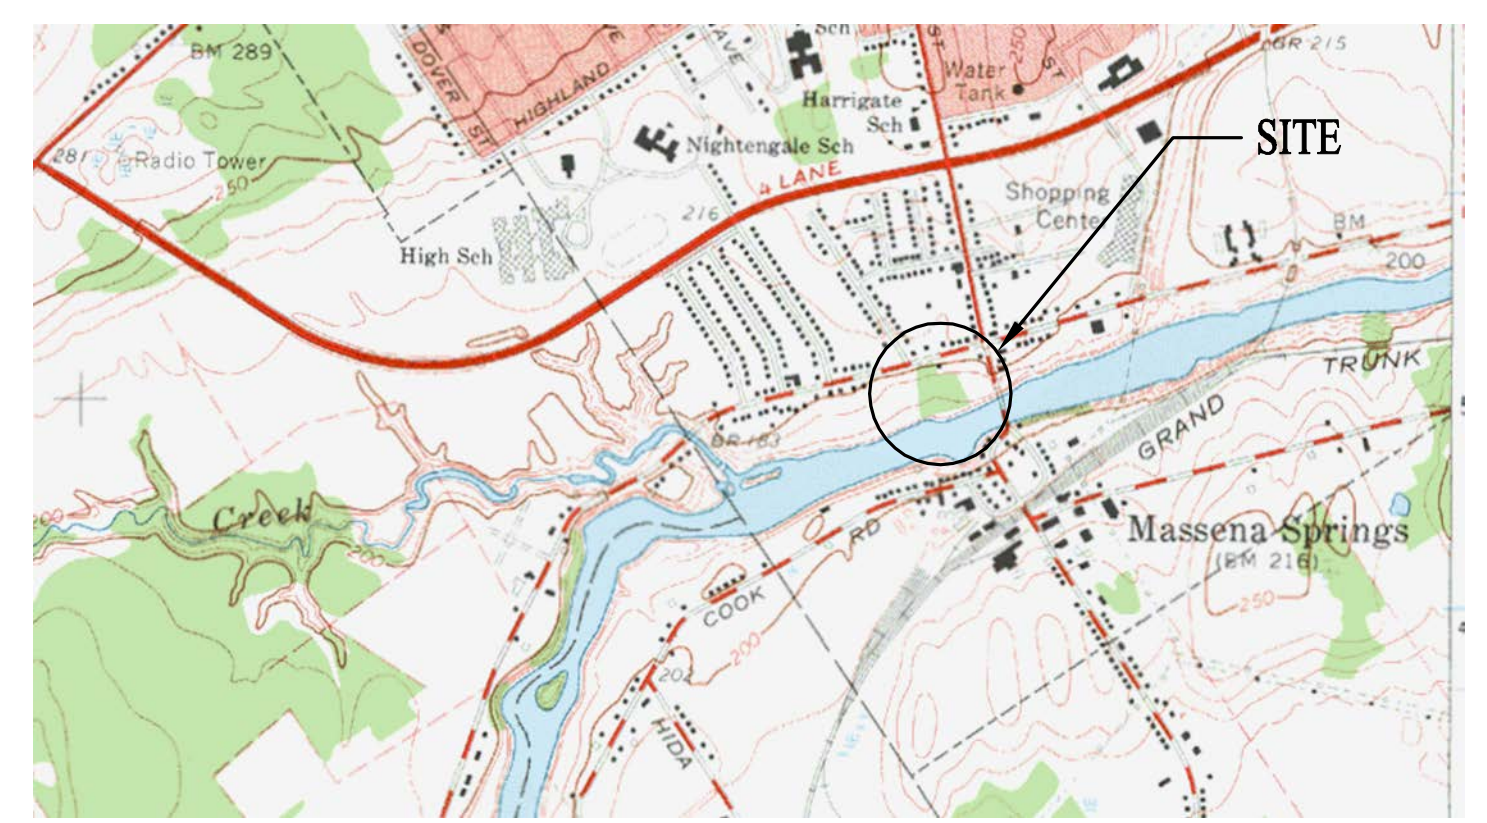 Sch
BM 289
DOVER
ST
HIGHLAND
AVE
ST
Water
Tank
250
ST
BR 215
Harrigate
Sch
SITE
281
Radio Tower
250
Nightengale Sch
4 LANE
216
High Sch
Shopping
Center
BM
200
TRUNK
GRAND
BR 183
Creek
200
RD
Massena Springs
(BM 216)
250
COOK
200
202
HIDA